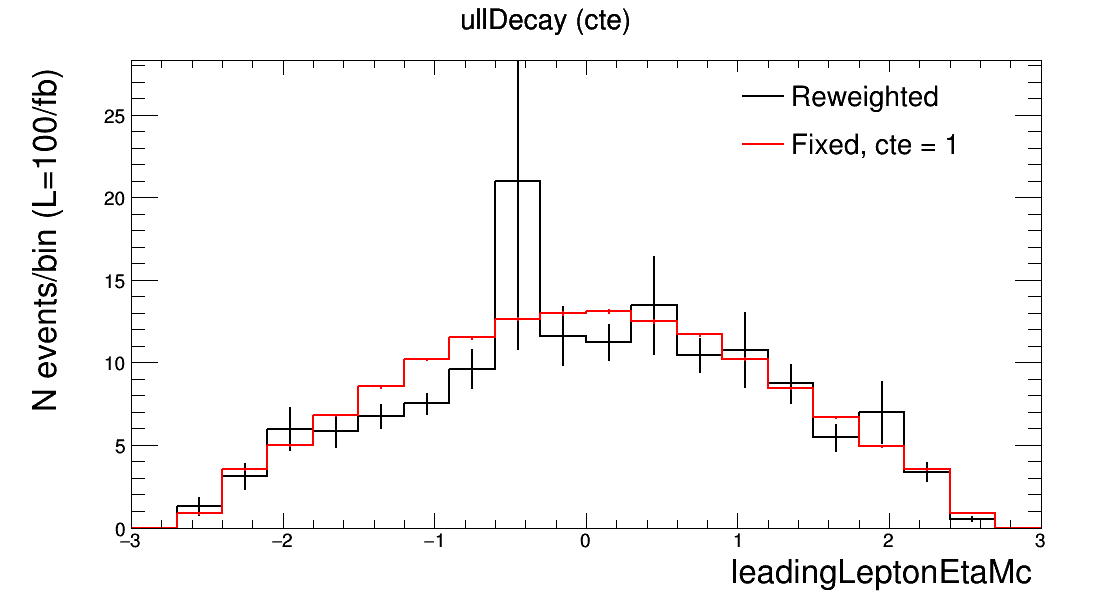 ullDecay (cte)
N events/bin (L=100/fb)
Reweighted
Fixed, cte = 1
25
20
15
10
5
0
−3
−2
−1
0
1
2
3
leadingLeptonEtaMc